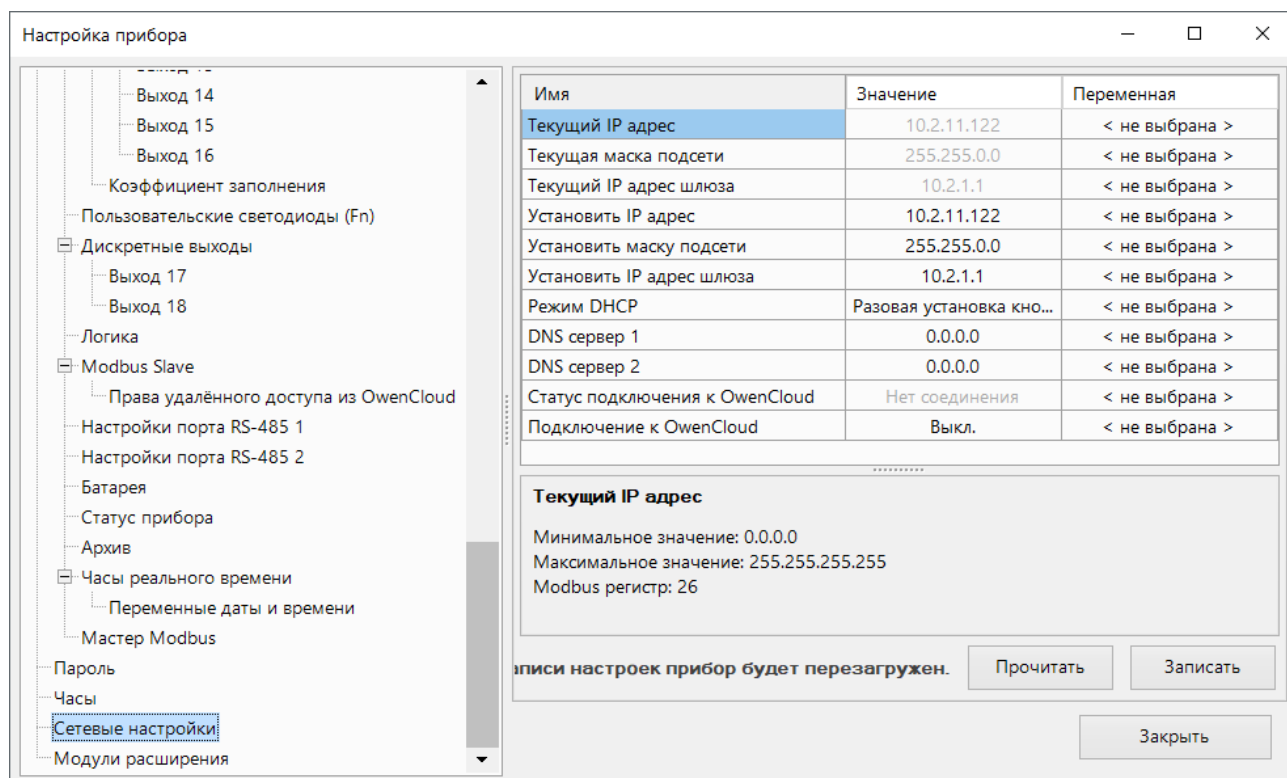 Настройка прибора
Выход 14
Выход 15
Выход 16
Коэффициент заполнения
Пользовательские светодиоды (Fn)
Дискретные выходы
Выход 17
Выход 18
Логика
Modbus Slave
Права удалённого доступа из OwenCloud
Настройки порта RS-485 1
Настройки порта RS-485 2
Батарея
Статус прибора
Архив
Часы реального времени
Переменные даты и времени
Мастер Modbus
Пароль
Часы
Сетевые настройки
Модули расширения
Имя Значение Переменная
Текущий IP адрес 10.2.11.122 < не выбрана >
Текущая маска подсети 255.255.0.0 < не выбрана >
Текущий IP адрес шлюза 10.2.1.1 < не выбрана >
Установить IP адрес 10.2.11.122 < не выбрана >
Установить маску подсети 255.255.0.0 < не выбрана >
Установить IP адрес шлюза 10.2.1.1 < не выбрана >
Режим DHCP Разовая установка кно... < не выбрана >
DNS сервер 1 0.0.0.0 < не выбрана >
DNS сервер 2 0.0.0.0 < не выбрана >
Статус подключения к OwenCloud Нет соединения < не выбрана >
Подключение к OwenCloud Выкл. < не выбрана >
Текущий IP адрес
Минимальное значение: 0.0.0.0
Максимальное значение: 255.255.255.255
Modbus регистр: 26
аписи настроек прибор будет перезагружен. Прочитать Записать
Закрыть